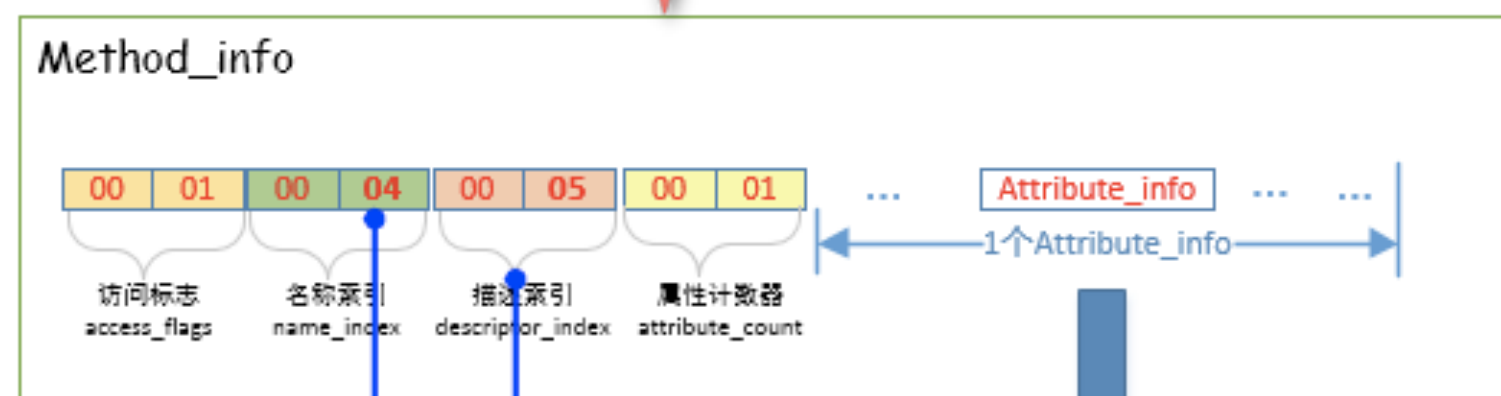 Method_info
00 01 00 04 00 05 00 01 ... Attribute_info ... ...
1个Attribute_info
访问标志 名称索引 描述索引 属性计数器
access_flags name_index descriptor_index attribute_count